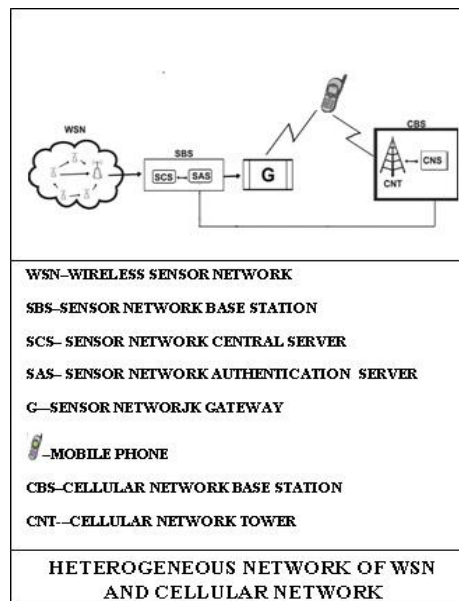 WSN
SBS
SCS
SAS
G
CBS
CNT
CNS
WSN–WIRELESS SENSOR NETWORK
SBS–SENSOR NETWORK BASE STATION
SCS– SENSOR NETWORK CENTRAL SERVER
SAS– SENSOR NETWORK AUTHENTICATION SERVER
G—SENSOR NETWORJK GATEWAY
–MOBILE PHONE
CBS–CELLULAR NETWORK BASE STATION
CNT--–CELLULAR NETWORK TOWER
HETEROGENEOUS NETWORK OF WSN
AND CELLULAR NETWORK